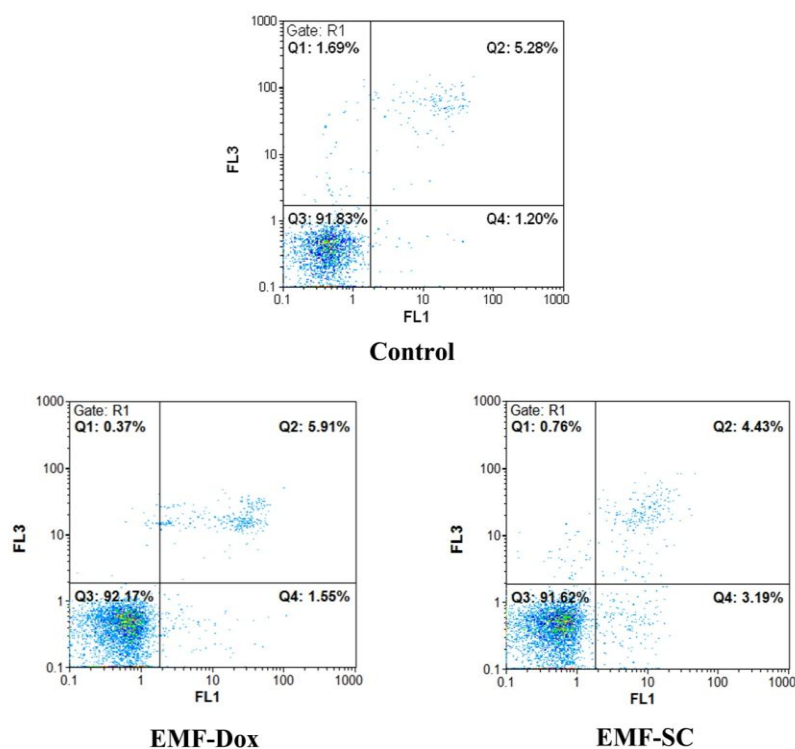 1000
Gate: R1
Q1: 1.69%
Q2: 5.28%
100
FL3
10
Q3: 91.83%
Q4: 1.20%
1
0.1
0.1 1 10 100 1000
FL1
Control
1000
Gate: R1
Q1: 0.37%
Q2: 5.91%
100
FL3
10
Q3: 92.17%
Q4: 1.55%
1
0.1
0.1 1 10 100 1000
FL1
EMF-Dox
1000
Gate: R1
Q1: 0.76%
Q2: 4.43%
100
FL3
10
Q3: 91.62%
Q4: 3.19%
1
0.1
0.1 1 10 100 1000
FL1
EMF-SC